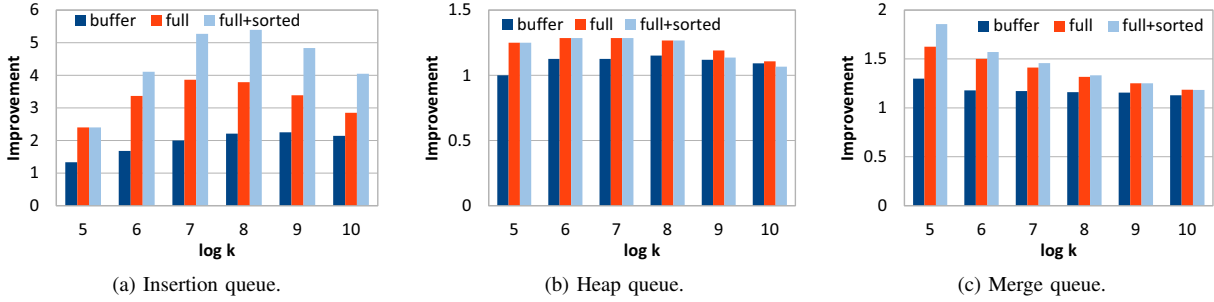 buffer full full+sorted
Improvement
6
5
4
3
2
1
0
5 6 7 8 9 10
log k
(a) Insertion queue.
buffer full full+sorted
Improvement
1.5
1
0.5
0
5 6 7 8 9 10
log k
(b) Heap queue.
buffer full full+sorted
Improvement
2
1.5
1
0.5
0
5 6 7 8 9 10
log k
(c) Merge queue.